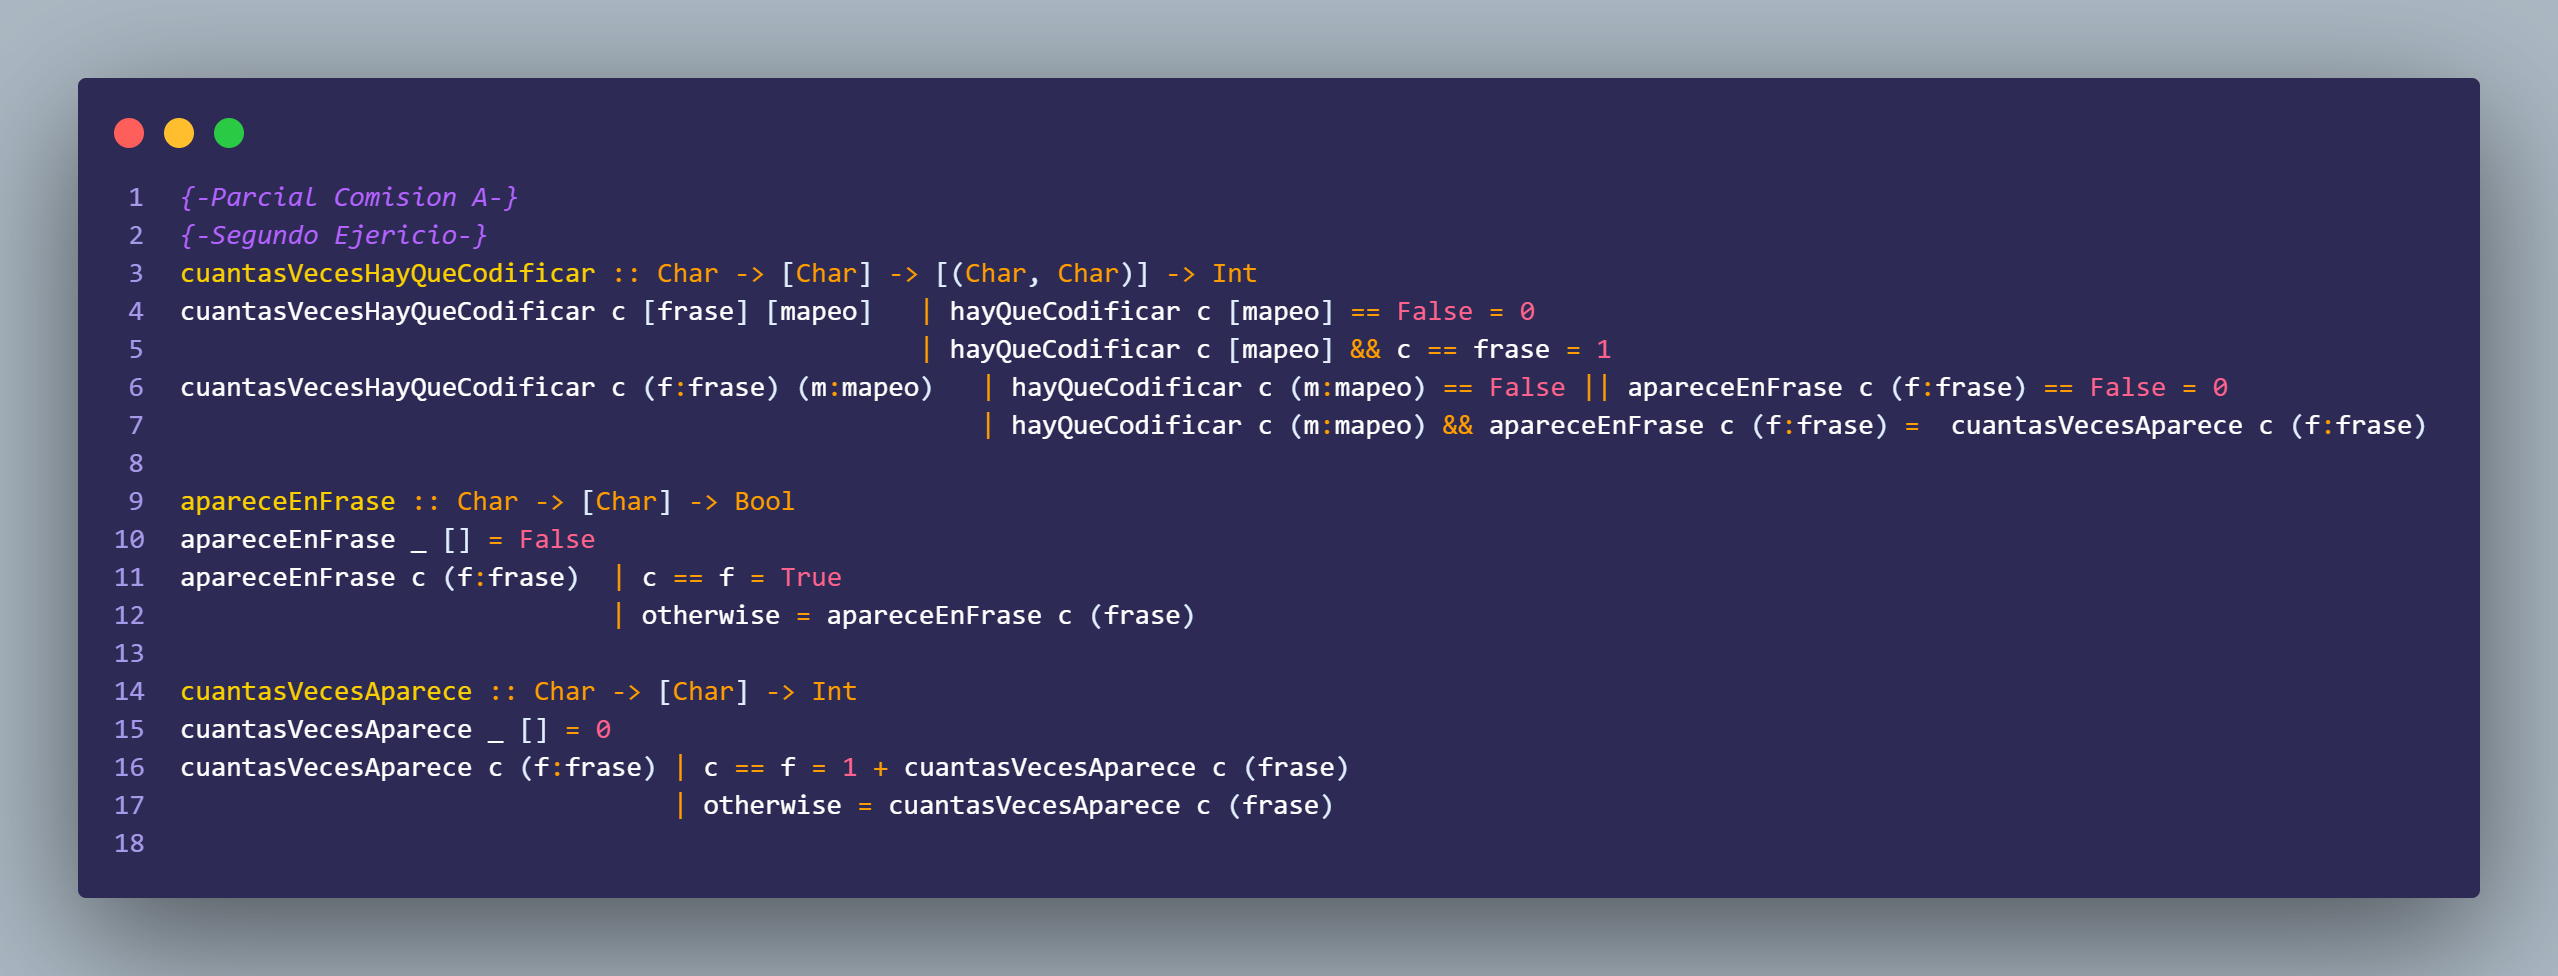 1 {-Parcial Comision A-}
2 {-Segundo Ejericio-}
3 cuantasVecesHayQueCodificar :: Char -> [Char] -> [(Char, Char)] -> Int
4 cuantasVecesHayQueCodificar c [frase] [mapeo]   | hayQueCodificar c [mapeo] == False = 0
5                                                 | hayQueCodificar c [mapeo] && c == frase = 1
6 cuantasVecesHayQueCodificar c (f:frase) (m:mapeo)   | hayQueCodificar c (m:mapeo) == False || apareceEnFrase c (f:frase) == False = 0
7                                                     | hayQueCodificar c (m:mapeo) && apareceEnFrase c (f:frase) =  cuantasVecesAparece c (f:frase)
8
9 apareceEnFrase :: Char -> [Char] -> Bool
10 apareceEnFrase _ [] = False
11 apareceEnFrase c (f:frase)  | c == f = True
12                             | otherwise = apareceEnFrase c (frase)
13
14 cuantasVecesAparece :: Char -> [Char] -> Int
15 cuantasVecesAparece _ [] = 0
16 cuantasVecesAparece c (f:frase) | c == f = 1 + cuantasVecesAparece c (frase)
17                                 | otherwise = cuantasVecesAparece c (frase)
18